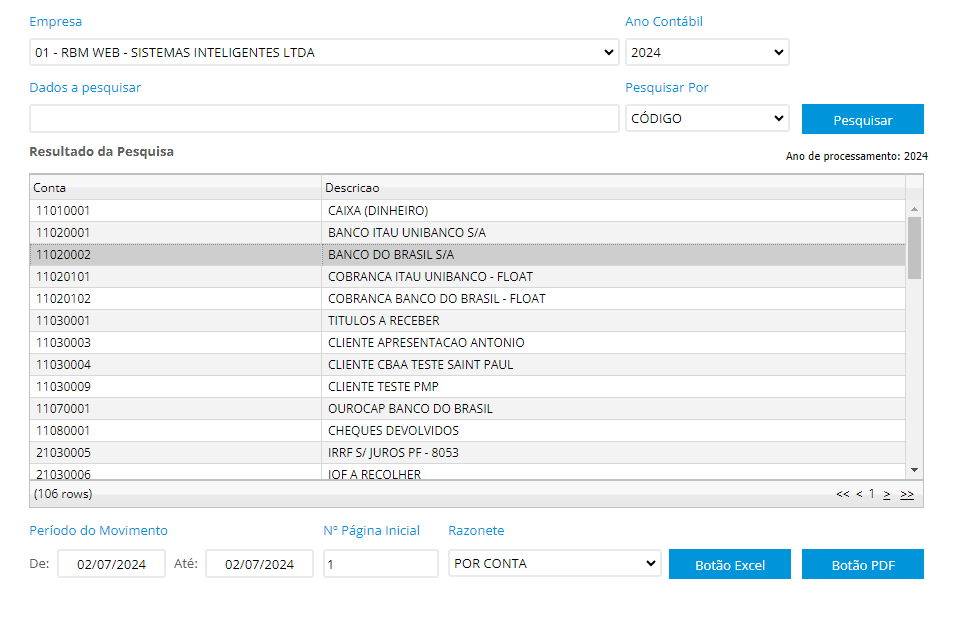 Empresa Ano Contábil
01 - RBM WEB - SISTEMAS INTELIGENTES LTDA 2024
Dados a pesquisar Pesquisar Por
CÓDIGO Pesquisar
Resultado da Pesquisa Ano de processamento: 2024
Conta Descricao
11010001 CAIXA (DINHEIRO)
11020001 BANCO ITAU UNIBANCO S/A
11020002 BANCO DO BRASIL S/A
11020101 COBRANCA ITAU UNIBANCO - FLOAT
11020102 COBRANCA BANCO DO BRASIL - FLOAT
11030001 TITULOS A RECEBER
11030003 CLIENTE APRESENTACAO ANTONIO
11030004 CLIENTE CBAA TESTE SAINT PAUL
11030009 CLIENTE TESTE PMP
11070001 OUROCAP BANCO DO BRASIL
11080001 CHEQUES DEVOLVIDOS
21030005 IRRF S/ JUROS PF - 8053
21030006 IOF A RECOLHER
(106 rows) << < 1 > >>
Período do Movimento Nº Página Inicial Razonete
De: 02/07/2024 Até: 02/07/2024 1 POR CONTA Botão Excel Botão PDF